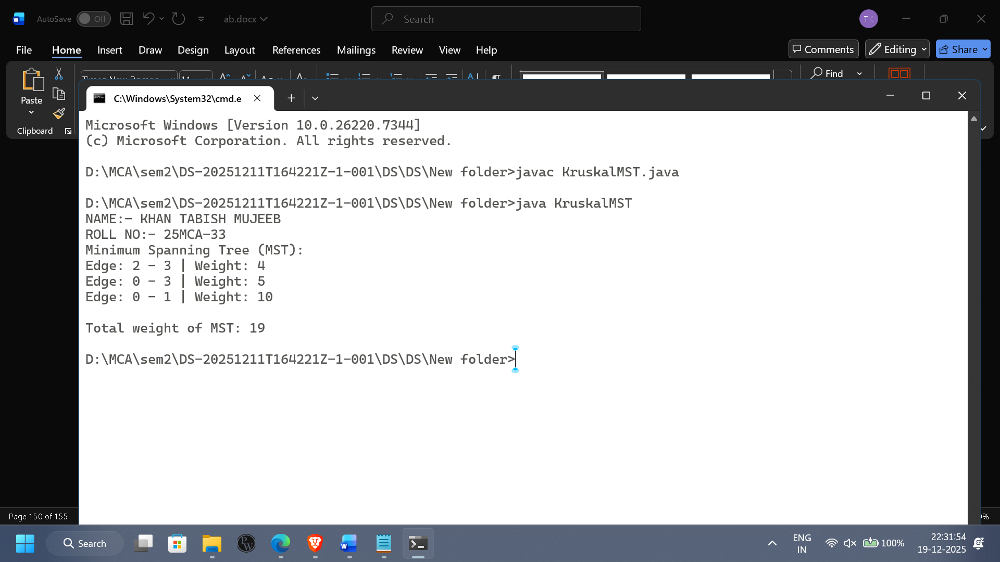 AutoSave Off ab.docx Search TK
File Home Insert Draw Design Layout References Mailings Review View Help Comments Editing Share
Paste
Clipboard
Find
C:\Windows\System32\cmd.e
Microsoft Windows [Version 10.0.26220.7344]
(c) Microsoft Corporation. All rights reserved.
D:\MCA\sem2\DS-20251211T164221Z-1-001\DS\DS\New folder>javac KruskalMST.java
D:\MCA\sem2\DS-20251211T164221Z-1-001\DS\DS\New folder>java KruskalMST
NAME:- KHAN TABISH MUJEEB
ROLL NO:- 25MCA-33
Minimum Spanning Tree (MST):
Edge: 2 - 3 | Weight: 4
Edge: 0 - 3 | Weight: 5
Edge: 0 - 1 | Weight: 10
Total weight of MST: 19
D:\MCA\sem2\DS-20251211T164221Z-1-001\DS\DS\New folder>
Page 150 of 155
Search
ENG
IN
100%
22:31:54
19-12-2025